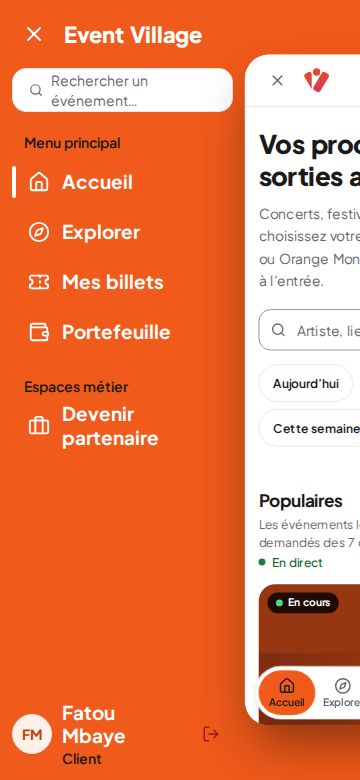 Event Village
Rechercher un
événement...
Menu principal
Accueil
Explorer
Mes billets
Portefeuille
Espaces métier
Devenir
partenaire
FM
Fatou
Mbaye
Client
Vos prod
sorties a
Concerts, festiv
choisissez votre
ou Orange Mon
à l'entrée.
Artiste, lie
Aujourd'hui
Cette semaine
Populaires
Les événements l
demandés des 7 
En direct
En cours
Accueil
Explore